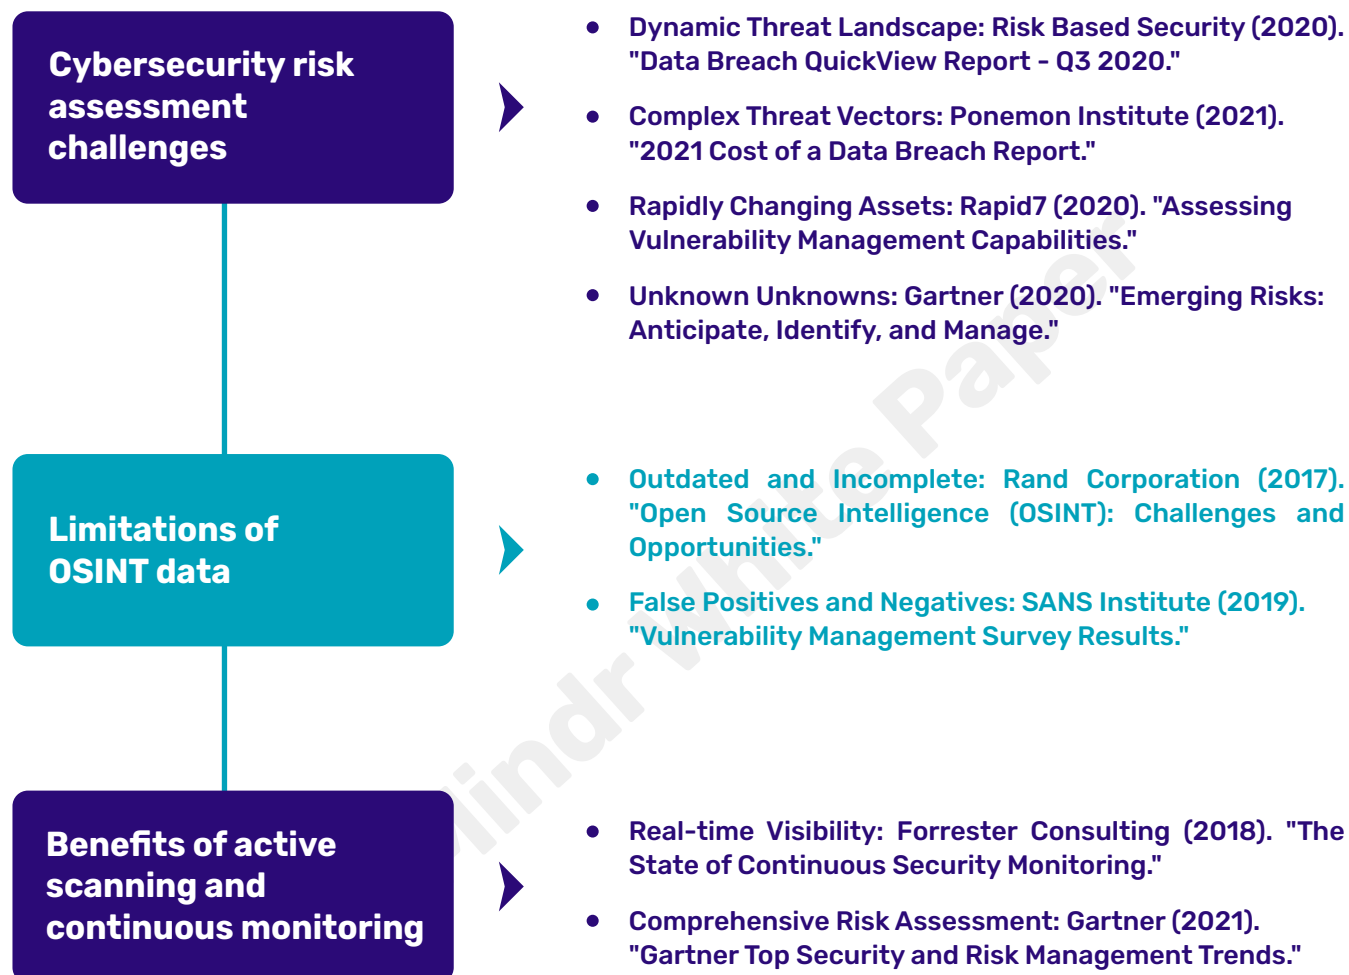 Cybersecurity risk
assessment
challenges
Dynamic Threat Landscape: Risk Based Security (2020).
"Data Breach QuickView Report - Q3 2020."
Complex Threat Vectors: Ponemon Institute (2021).
"2021 Cost of a Data Breach Report."
Rapidly Changing Assets: Rapid7 (2020). "Assessing
Vulnerability Management Capabilities."
Unknown Unknowns: Gartner (2020). "Emerging Risks:
Anticipate, Identify, and Manage."
Limitations of
OSINT data
Outdated and Incomplete: Rand Corporation (2017).
"Open Source Intelligence (OSINT): Challenges and
Opportunities."
False Positives and Negatives: SANS Institute (2019).
"Vulnerability Management Survey Results."
Benefits of active
scanning and
continuous monitoring
Real-time Visibility: Forrester Consulting (2018). "The
State of Continuous Security Monitoring."
Comprehensive Risk Assessment: Gartner (2021).
"Gartner Top Security and Risk Management Trends."
White Paper